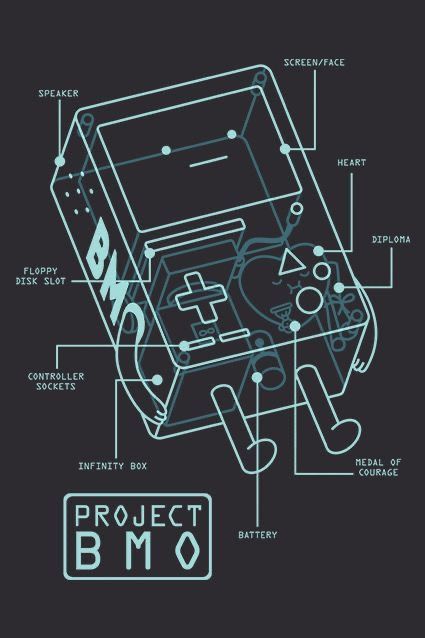 SCREEN/FACE
SPEAKER
HEART
DIPLOMA
BMO
FLOPPY
DISK SLOT
CONTROLLER
SOCKETS
INFINITY BOX
MEDAL OF
COURAGE
BATTERY
PROJECT
BMO